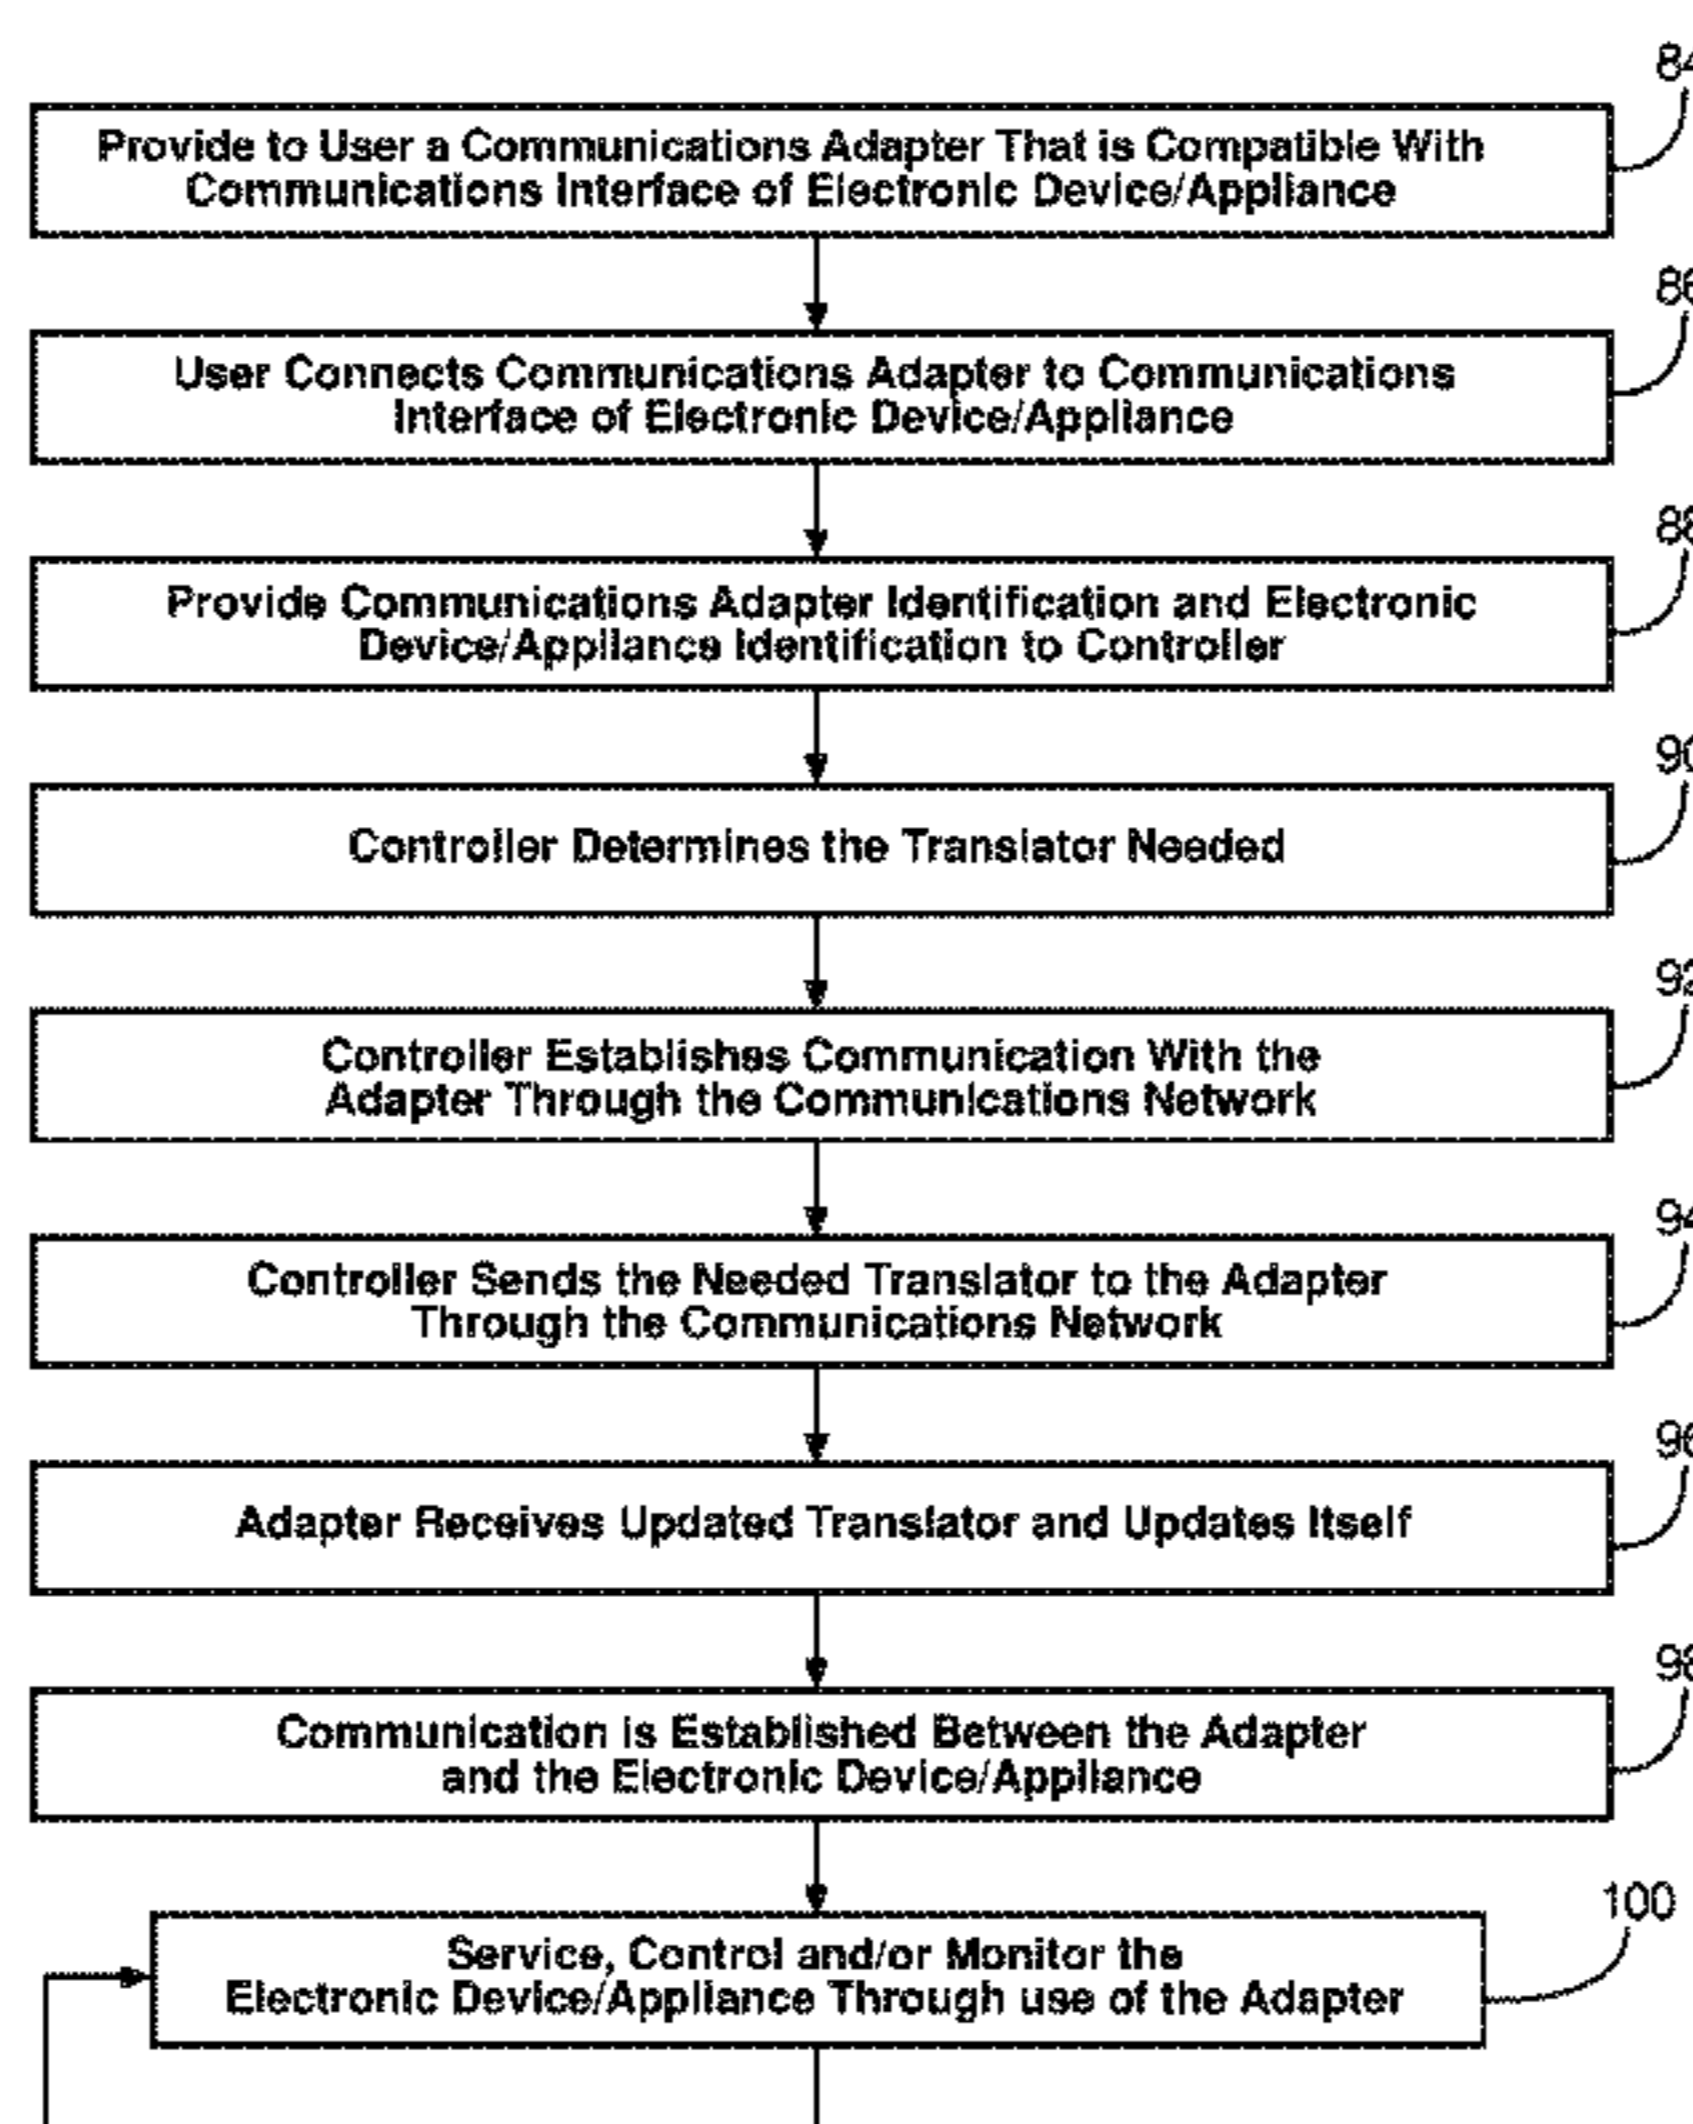 84
Provide to User a Communications Adapter That is Compatible With
Communications Interface of Electronic Device/Appliance
86
User Connects Communications Adapter to Communications
Interface of Electronic Device/Appliance
88
Provide Communications Adapter Identification and Electronic
Device/Appliance Identification to Controller
90
Controller Determines the Translator Needed
92
Controller Establishes Communication With the
Adapter Through the Communications Network
94
Controller Sends the Needed Translator to the Adapter
Through the Communications Network
96
Adapter Receives Updated Translator and Updates Itself
98
Communication is Established Between the Adapter
and the Electronic Device/Appliance
100
Service, Control and/or Monitor the
Electronic Device/Appliance Through use of the Adapter